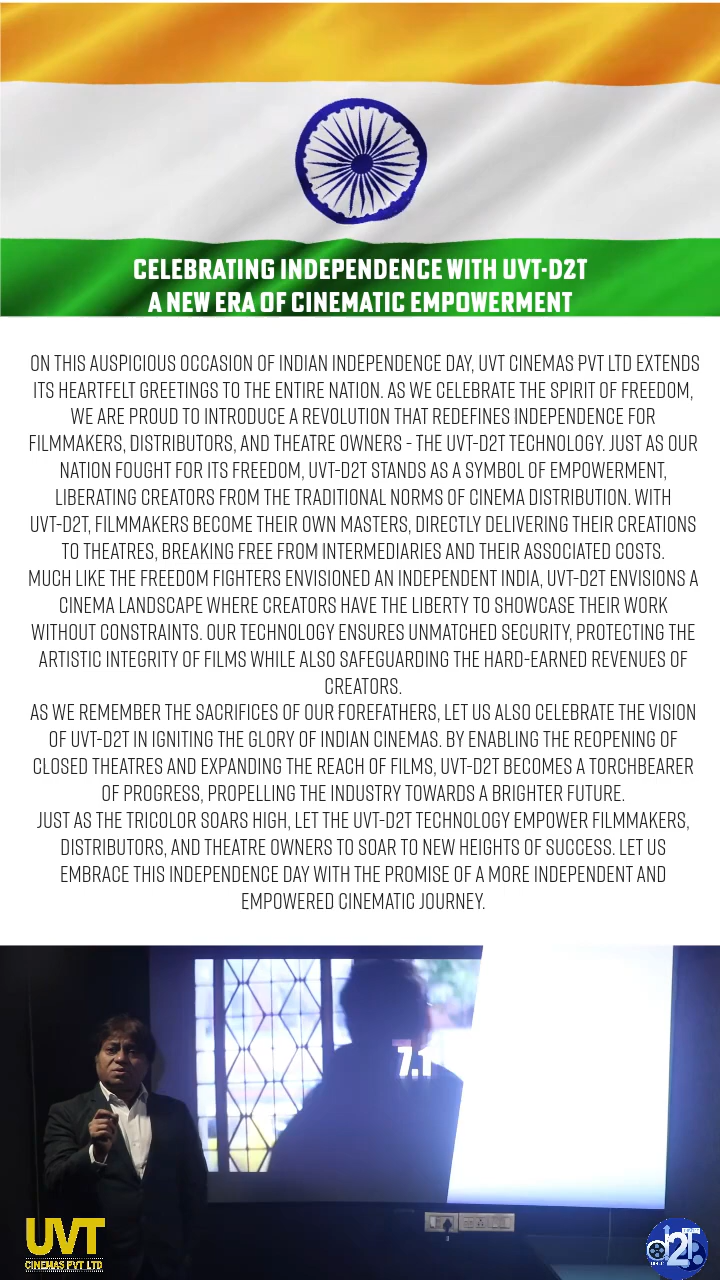 CELEBRATING INDEPENDENCE WITH UVT-D2T
A NEW ERA OF CINEMATIC EMPOWERMENT
ON THIS AUSPICIOUS OCCASION OF INDIAN INDEPENDENCE DAY, UVT CINEMAS PVT LTD EXTENDS
ITS HEARTFELT GREETINGS TO THE ENTIRE NATION. AS WE CELEBRATE THE SPIRIT OF FREEDOM,
WE ARE PROUD TO INTRODUCE A REVOLUTION THAT REDEFINES INDEPENDENCE FOR
FILMMAKERS, DISTRIBUTORS, AND THEATRE OWNERS - THE UVT-D2T TECHNOLOGY. JUST AS OUR
NATION FOUGHT FOR ITS FREEDOM, UVT-D2T STANDS AS A SYMBOL OF EMPOWERMENT,
LIBERATING CREATORS FROM THE TRADITIONAL NORMS OF CINEMA DISTRIBUTION. WITH
UVT-D2T, FILMMAKERS BECOME THEIR OWN MASTERS, DIRECTLY DELIVERING THEIR CREATIONS
TO THEATRES, BREAKING FREE FROM INTERMEDIARIES AND THEIR ASSOCIATED COSTS.
MUCH LIKE THE FREEDOM FIGHTERS ENVISIONED AN INDEPENDENT INDIA, UVT-D2T ENVISIONS A
CINEMA LANDSCAPE WHERE CREATORS HAVE THE LIBERTY TO SHOWCASE THEIR WORK
WITHOUT CONSTRAINTS. OUR TECHNOLOGY ENSURES UNMATCHED SECURITY, PROTECTING THE
ARTISTIC INTEGRITY OF FILMS WHILE ALSO SAFEGUARDING THE HARD-EARNED REVENUES OF
CREATORS.
AS WE REMEMBER THE SACRIFICES OF OUR FOREFATHERS, LET US ALSO CELEBRATE THE VISION
OF UVT-D2T IN IGNITING THE GLORY OF INDIAN CINEMAS. BY ENABLING THE REOPENING OF
CLOSED THEATRES AND EXPANDING THE REACH OF FILMS, UVT-D2T BECOMES A TORCHBEARER
OF PROGRESS, PROPELLING THE INDUSTRY TOWARDS A BRIGHTER FUTURE.
JUST AS THE TRICOLOR SOARS HIGH, LET THE UVT-D2T TECHNOLOGY EMPOWER FILMMAKERS,
DISTRIBUTORS, AND THEATRE OWNERS TO SOAR TO NEW HEIGHTS OF SUCCESS. LET US
EMBRACE THIS INDEPENDENCE DAY WITH THE PROMISE OF A MORE INDEPENDENT AND
EMPOWERED CINEMATIC JOURNEY.
7.1
UVT
CINEMAS PVT LTD
d2T